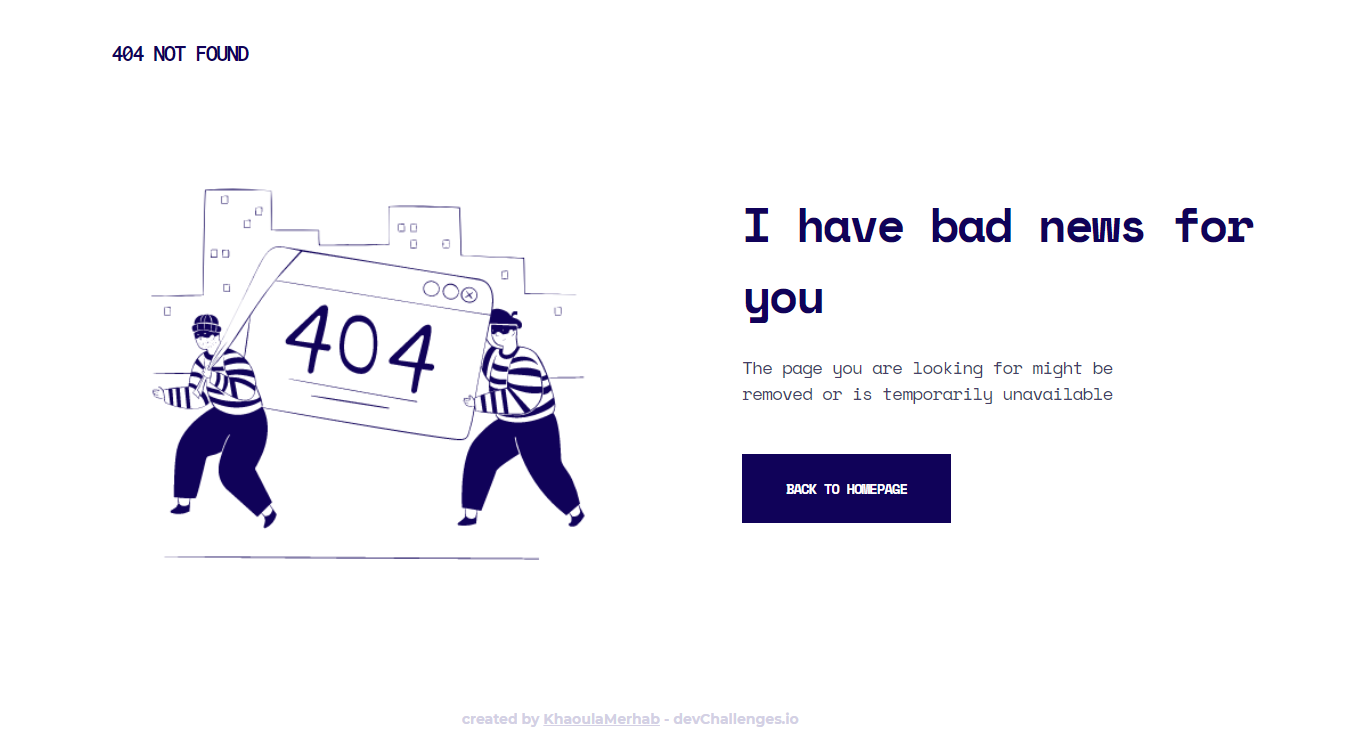 404 NOT FOUND
404
I have bad news for
you
The page you are looking for might be
removed or is temporarily unavailable
BACK TO HOMEPAGE
created by KhaoulaMerhab - devChallenges.io